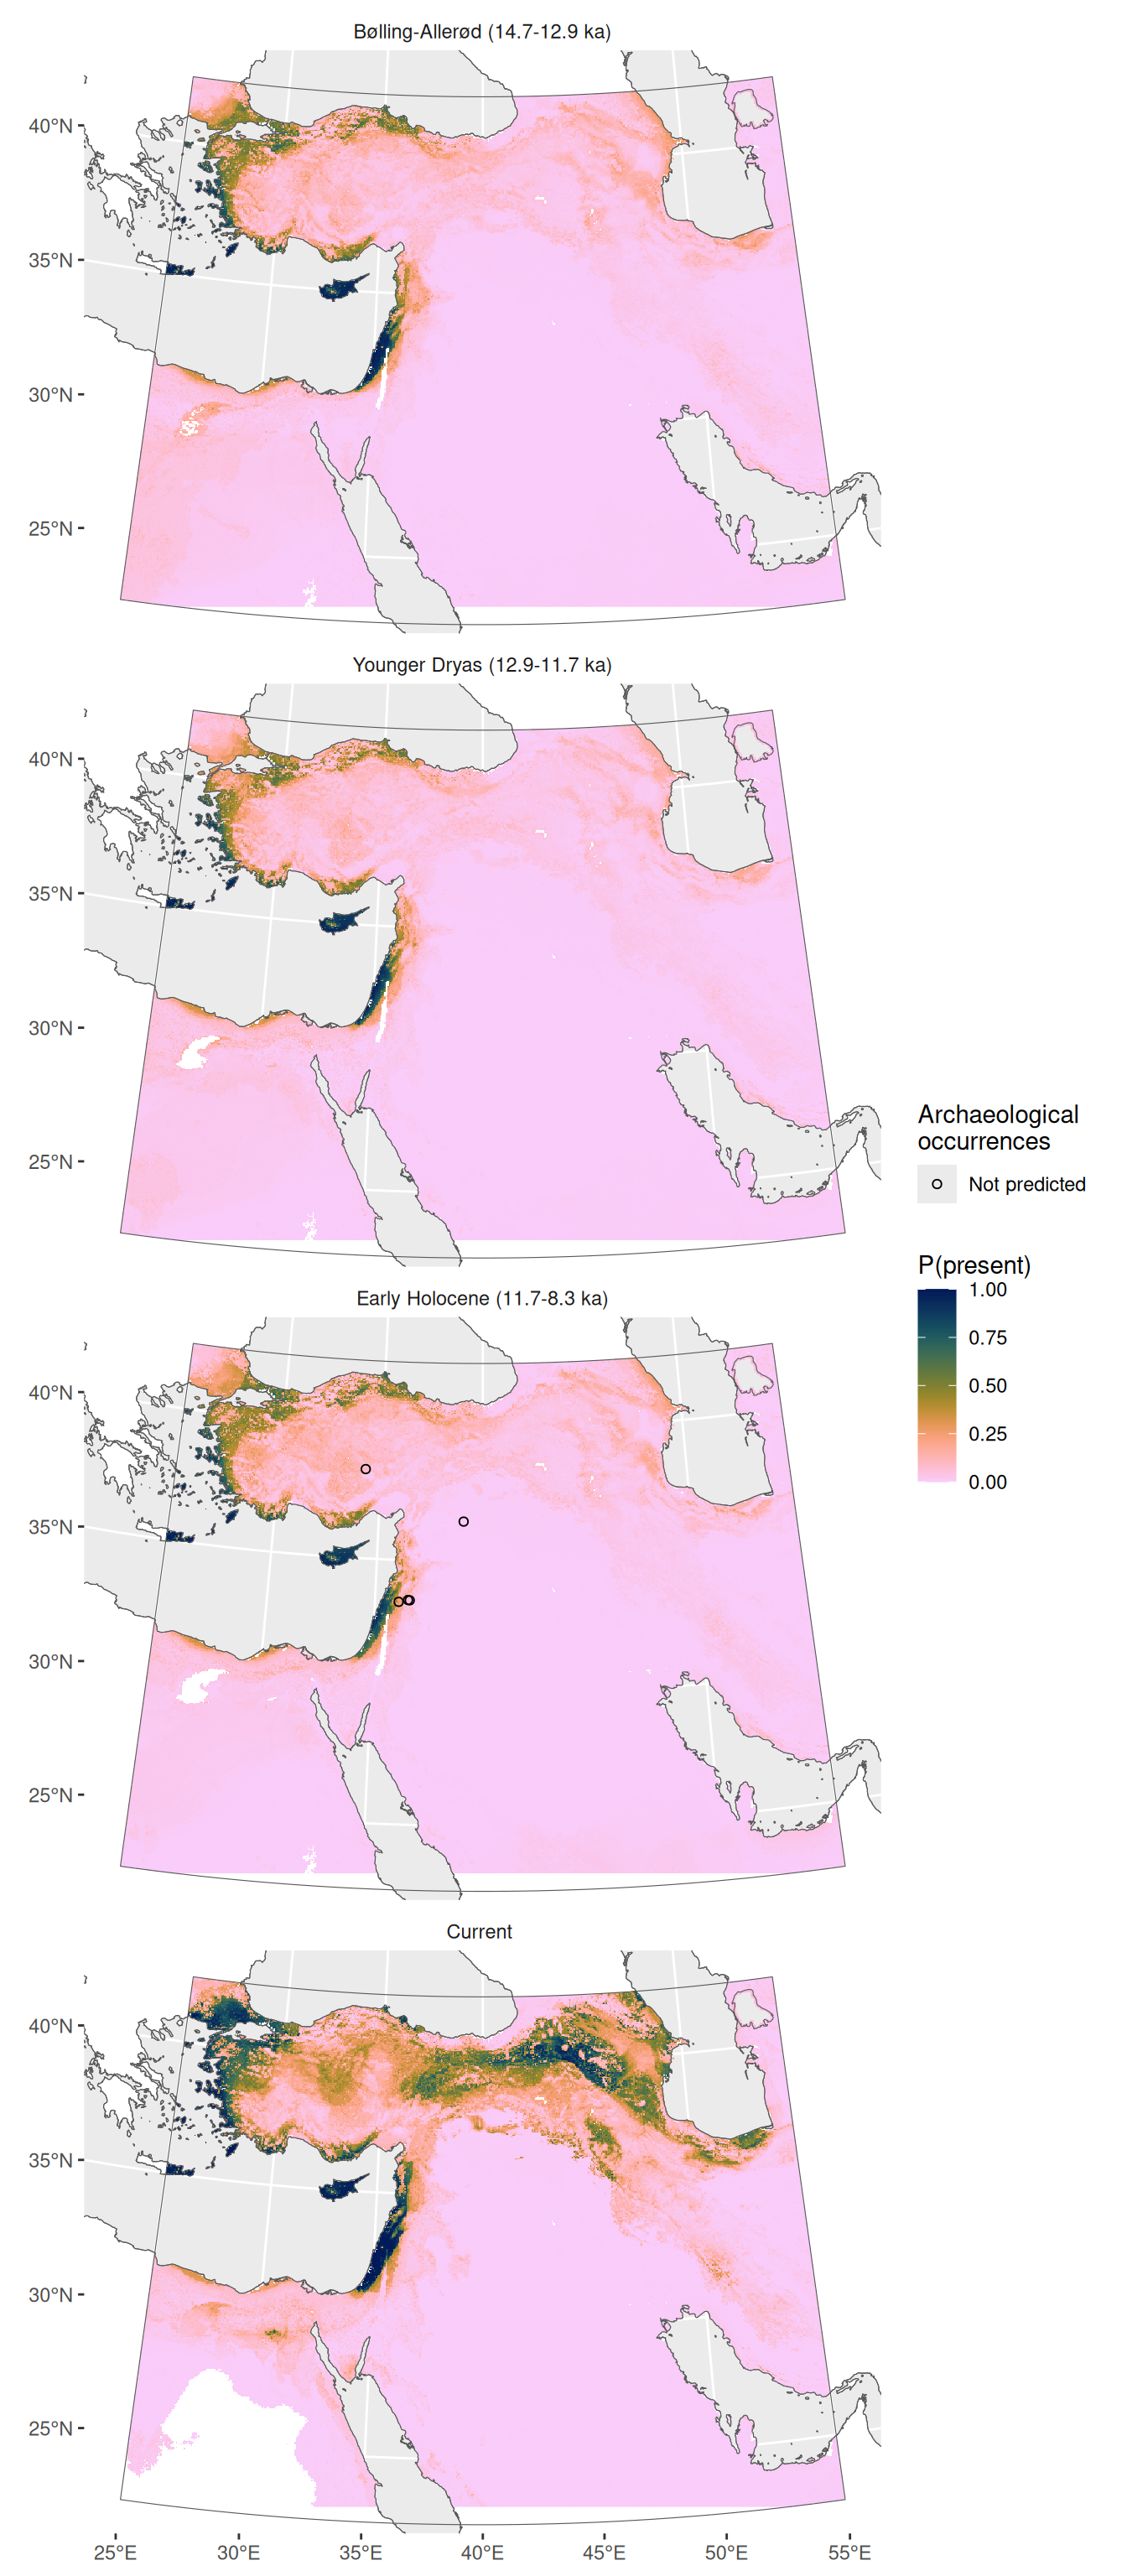 Bølling-Allerød (14.7-12.9 ka)
40°N
35°N
30°N
25°N
Younger Dryas (12.9-11.7 ka)
40°N
35°N
30°N
25°N
Archaeological
occurrences
Not predicted
P(present)
1.00
0.75
0.50
0.25
0.00
Early Holocene (11.7-8.3 ka)
40°N
35°N
30°N
25°N
Current
40°N
35°N
30°N
25°N
25°E 30°E 35°E 40°E 45°E 50°E 55°E